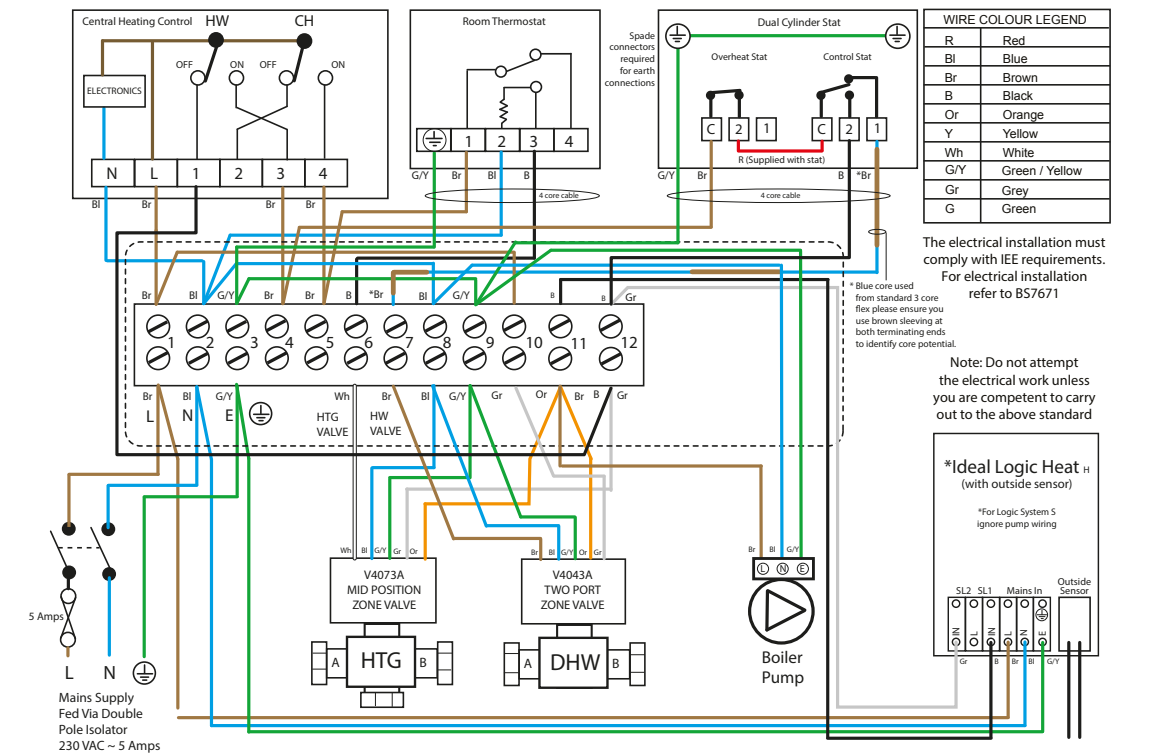 Central Heating Control HW CH
OFF ON OFF ON
ELECTRONICS
N L 1 2 3 4
Bl Br Br Br
Room Thermostat
1 2 3 4
G/Y Br Bl B
4 core cable
Spade
connectors
required
for earth
connections
Dual Cylinder Stat
Overheat Stat Control Stat
C 2 1 C 2 1
R (Supplied with stat)
G/Y Br B *Br
4 core cable
WIRE COLOUR LEGEND
R Red
Bl Blue
Br Brown
B Black
Or Orange
Y Yellow
Wh White
G/Y Green / Yellow
Gr Grey
G Green
The electrical installation must
comply with IEE requirements.
For electrical installation
refer to BS7671
* Blue core used
from standard 3 core
flex please ensure you
use brown sleeving at
both terminating ends
to identify core potential.
Note: Do not attempt
the electrical work unless
you are competent to carry
out to the above standard
Br Bl G/Y Br Br B *Br Bl G/Y Br B B Gr
1 2 3 4 5 6 7 8 9 10 11 12
Br Bl G/Y Wh Br Bl G/Y Gr Or Br B Gr
L N E
HTG
VALVE
HW
VALVE
5 Amps
L N
Mains Supply
Fed Via Double
Pole Isolator
230 VAC ~ 5 Amps
Wh Bl G/Y Gr Or
V4073A
MID POSITION
ZONE VALVE
A HTG B
Br Bl G/Y Or Gr
V4043A
TWO PORT
ZONE VALVE
A DHW B
Br Bl G/Y
L N E
Boiler
Pump
*Ideal Logic Heat H
(with outside sensor)
*For Logic System S
ignore pump wiring
SL2 SL1 Mains In
Outside
Sensor
IN L IN L N E
Gr B Br Bl G/Y